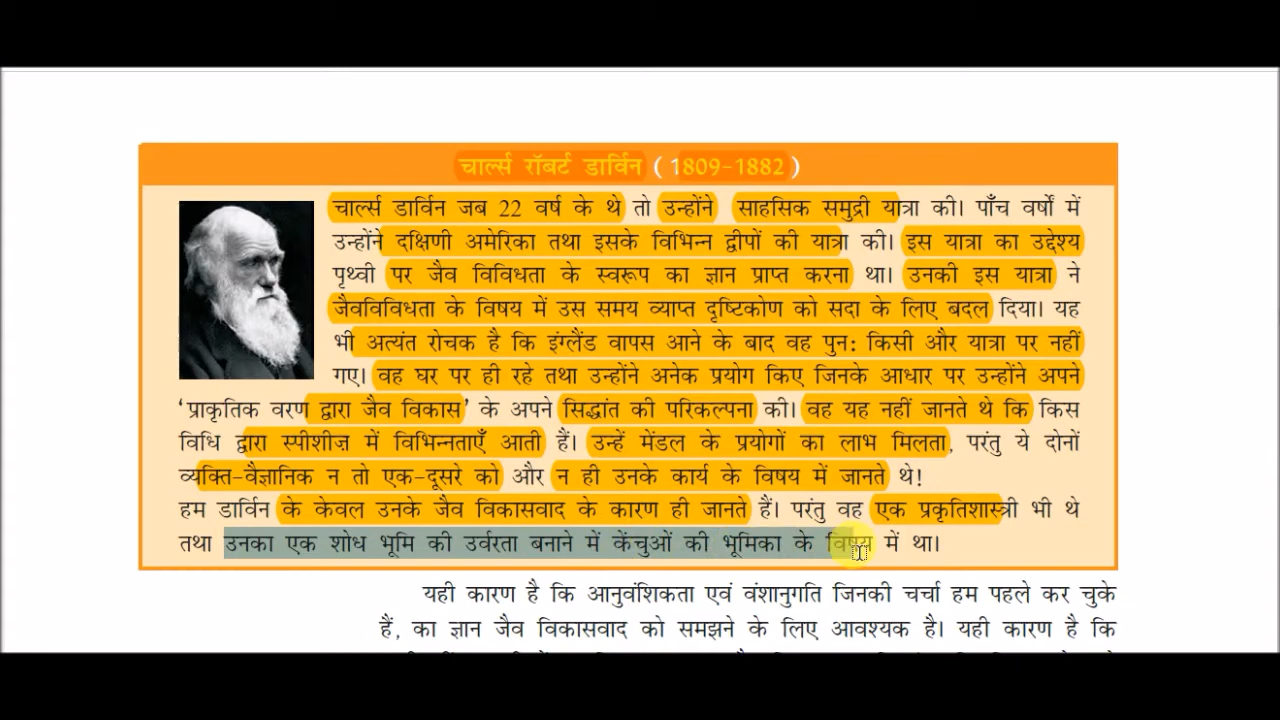 चार्ल्स रॉबर्ट डार्विन ( 1809-1882 )
चार्ल्स डार्विन जब 22 वर्ष के थे तो उन्होंने साहसिक समुद्री यात्रा की। पाँच वर्षों में
उन्होंने दक्षिणी अमेरिका तथा इसके विभिन्न द्वीपों की यात्रा की। इस यात्रा का उद्देश्य
पृथ्वी पर जैव विविधता के स्वरूप का ज्ञान प्राप्त करना था। उनकी इस यात्रा ने
जैवविविधता के विषय में उस समय व्याप्त दृष्टिकोण को सदा के लिए बदल दिया। यह
भी अत्यंत रोचक है कि इंग्लैंड वापस आने के बाद वह पुन: किसी और यात्रा पर नहीं
गए। वह घर पर ही रहे तथा उन्होंने अनेक प्रयोग किए जिनके आधार पर उन्होंने अपने
‘प्राकृतिक वरण द्वारा जैव विकास’ के अपने सिद्धांत की परिकल्पना की। वह यह नहीं जानते थे कि किस
विधि द्वारा स्पीशीज़ में विभिन्नताएँ आती हैं। उन्हें मेंडल के प्रयोगों का लाभ मिलता, परंतु ये दोनों
व्यक्ति-वैज्ञानिक न तो एक-दूसरे को और न ही उनके कार्य के विषय में जानते थे!
हम डार्विन के केवल उनके जैव विकासवाद के कारण ही जानते हैं। परंतु वह एक प्रकृतिशास्त्री भी थे
तथा उनका एक शोध भूमि की उर्वरता बनाने में केंचुओं की भूमिका के विषय में था।
यही कारण है कि आनुवंशिकता एवं वंशानुगति जिनकी चर्चा हम पहले कर चुके
हैं, का ज्ञान जैव विकासवाद को समझने के लिए आवश्यक है। यही कारण है कि